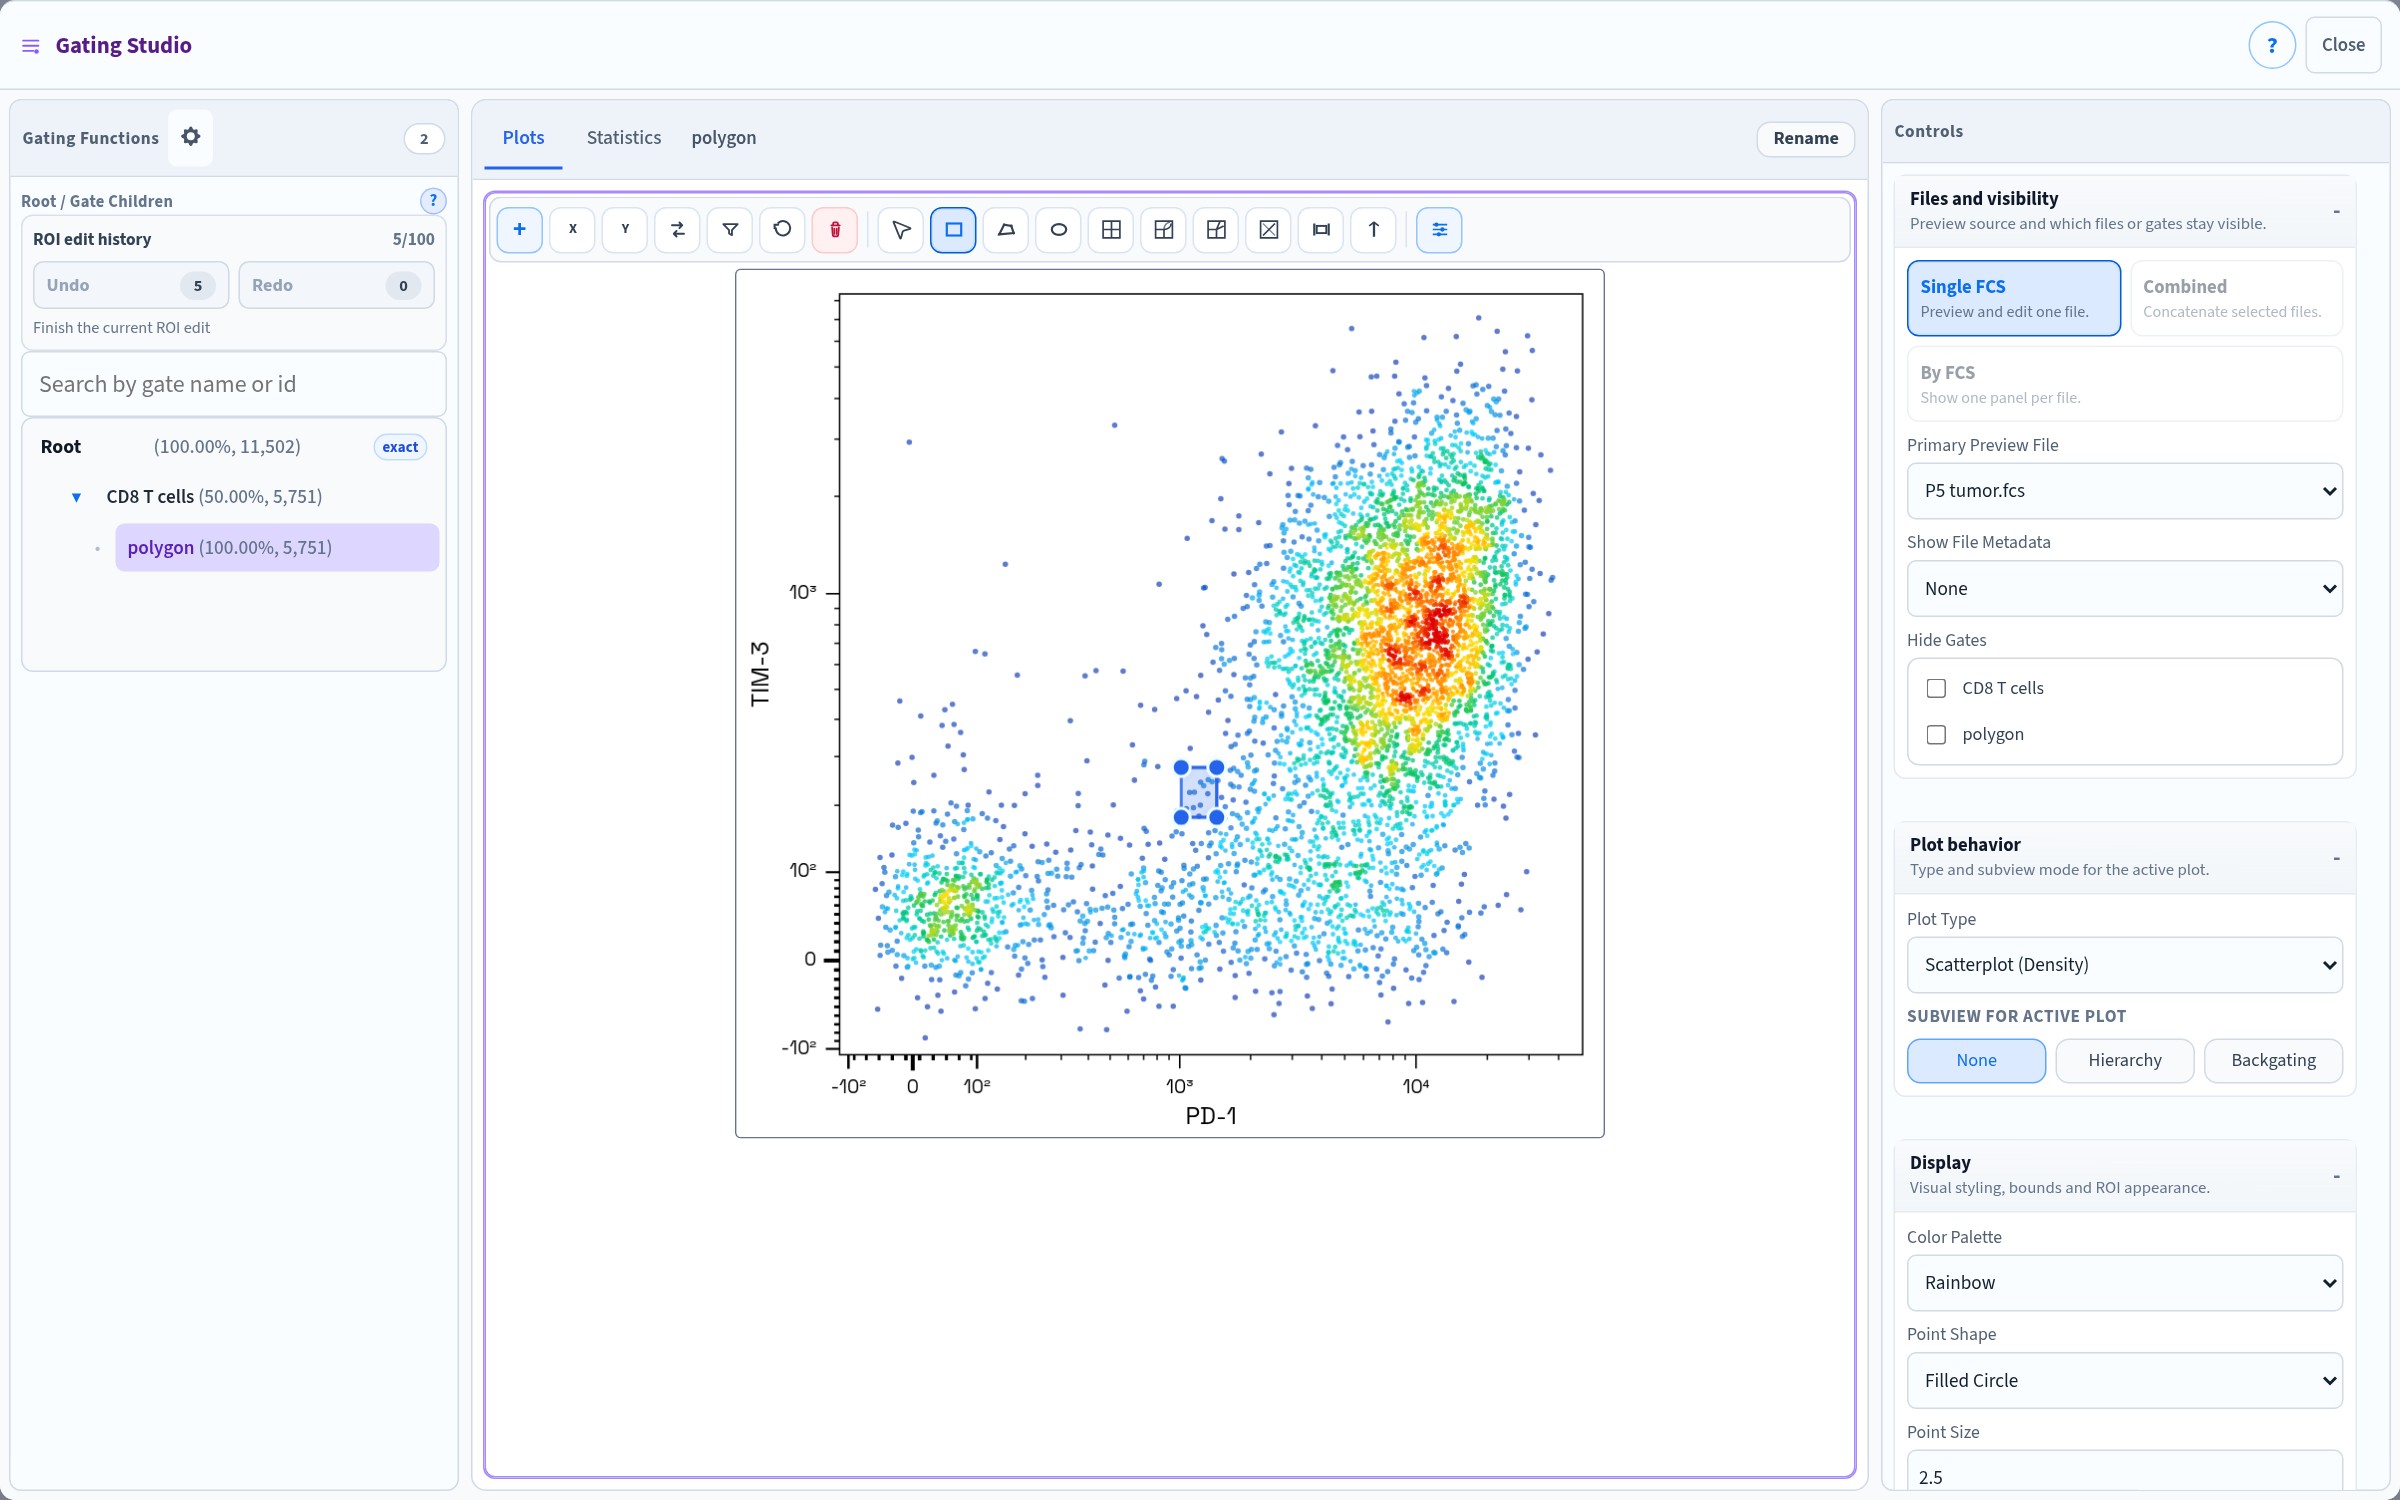 Gating Studio
?
Close
Gating Functions
2
Root / Gate Children
?
ROI edit history
5/100
Undo
5
Redo
0
Finish the current ROI edit
Search by gate name or id
Root
(100.00%, 11,502)
exact
CD8 T cells (50.00%, 5,751)
polygon (100.00%, 5,751)
Plots
Statistics
polygon
Rename
X
Y
TIM-3
10³
10²
0
-10²
-10²
0
10²
10³
10⁴
PD-1
Controls
Files and visibility
Preview source and which files or gates stay visible.
Single FCS
Preview and edit one file.
Combined
Concatenate selected files.
By FCS
Show one panel per file.
Primary Preview File
P5 tumor.fcs
Show File Metadata
None
Hide Gates
CD8 T cells
polygon
Plot behavior
Type and subview mode for the active plot.
Plot Type
Scatterplot (Density)
SUBVIEW FOR ACTIVE PLOT
None
Hierarchy
Backgating
Display
Visual styling, bounds and ROI appearance.
Color Palette
Rainbow
Point Shape
Filled Circle
Point Size
2.5